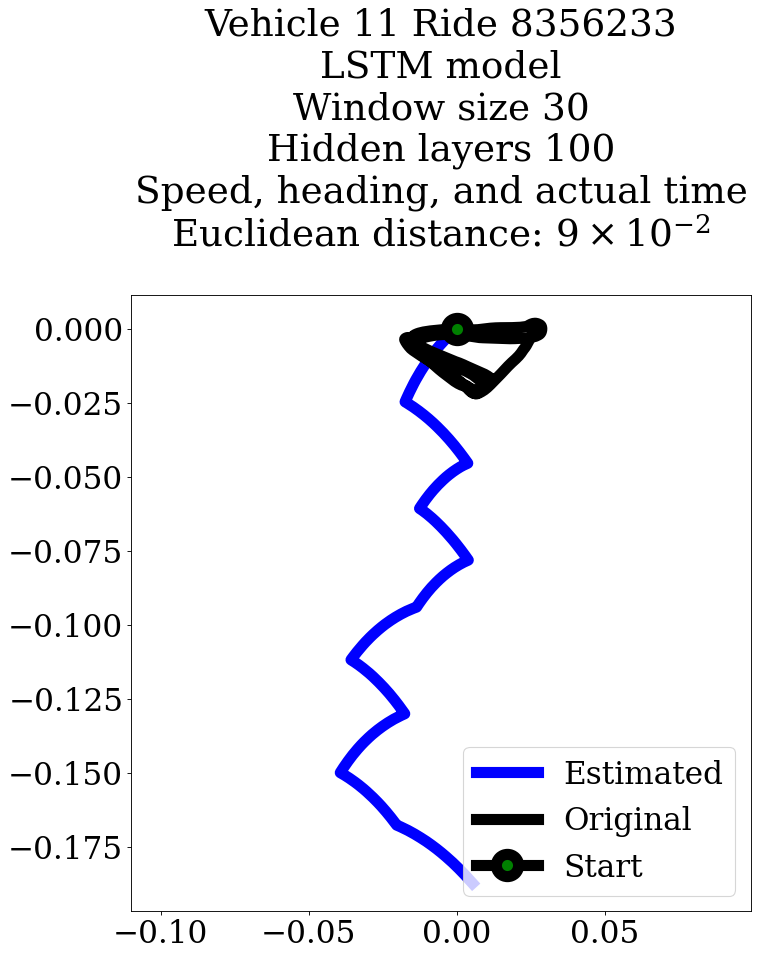 Vehicle 11 Ride 8356233
LSTM model
Window size 30
Hidden layers 100
Speed, heading, and actual time
Euclidean distance: 9 × 10⁻²
0.000
−0.025
−0.050
−0.075
−0.100
−0.125
−0.150
−0.175
Estimated
Original
Start
−0.10 −0.05 0.00 0.05